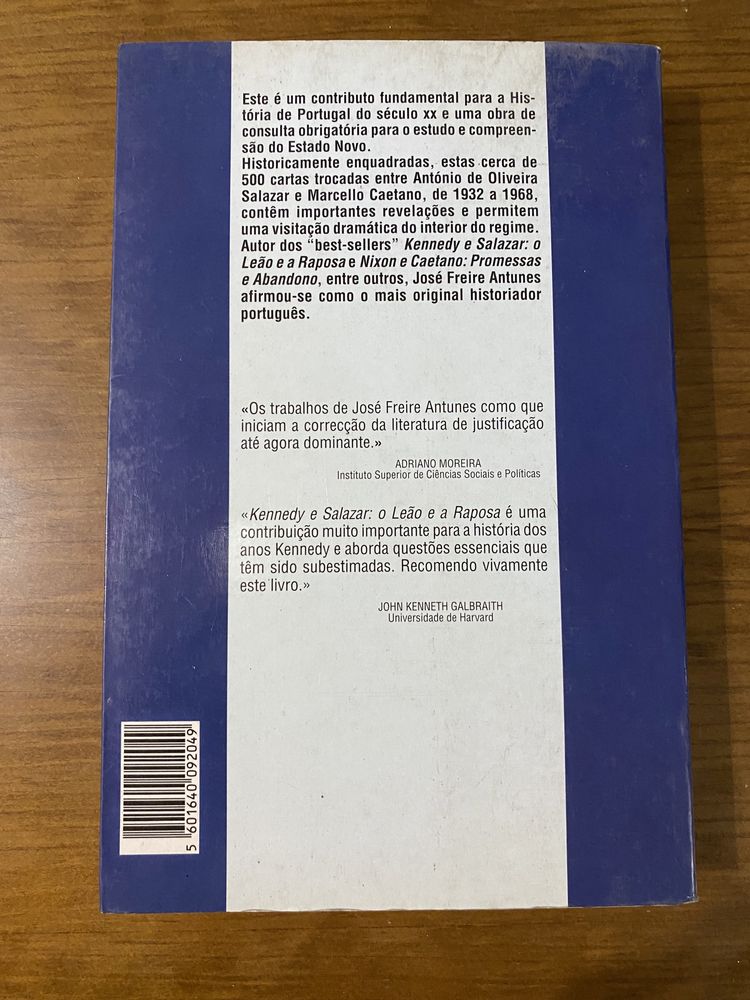 Este é um contributo fundamental para a His-
tória de Portugal do século xx e uma obra de
consulta obrigatória para o estudo e compreen-
são do Estado Novo.
Historicamente enquadradas, estas cerca de
500 cartas trocadas entre António de Oliveira
Salazar e Marcello Caetano, de 1932 a 1968,
contêm importantes revelações e permitem
uma visitação dramática do interior do regime.
Autor dos "best-sellers" Kennedy e Salazar: o
Leão e a Raposa e Nixon e Caetano: Promessas
e Abandono, entre outros, José Freire Antunes
afirmou-se como o mais original historiador
português.
«Os trabalhos de José Freire Antunes como que
iniciam a correcção da literatura de justificação
até agora dominante.»
ADRIANO MOREIRA
Instituto Superior de Ciências Sociais e Políticas
«Kennedy e Salazar: o Leão e a Raposa é uma
contribuição muito importante para a história dos
anos Kennedy e aborda questões essenciais que
têm sido subestimadas. Recomendo vivamente
este livro.»
JOHN KENNETH GALBRAITH
Universidade de Harvard
5 601640 092049